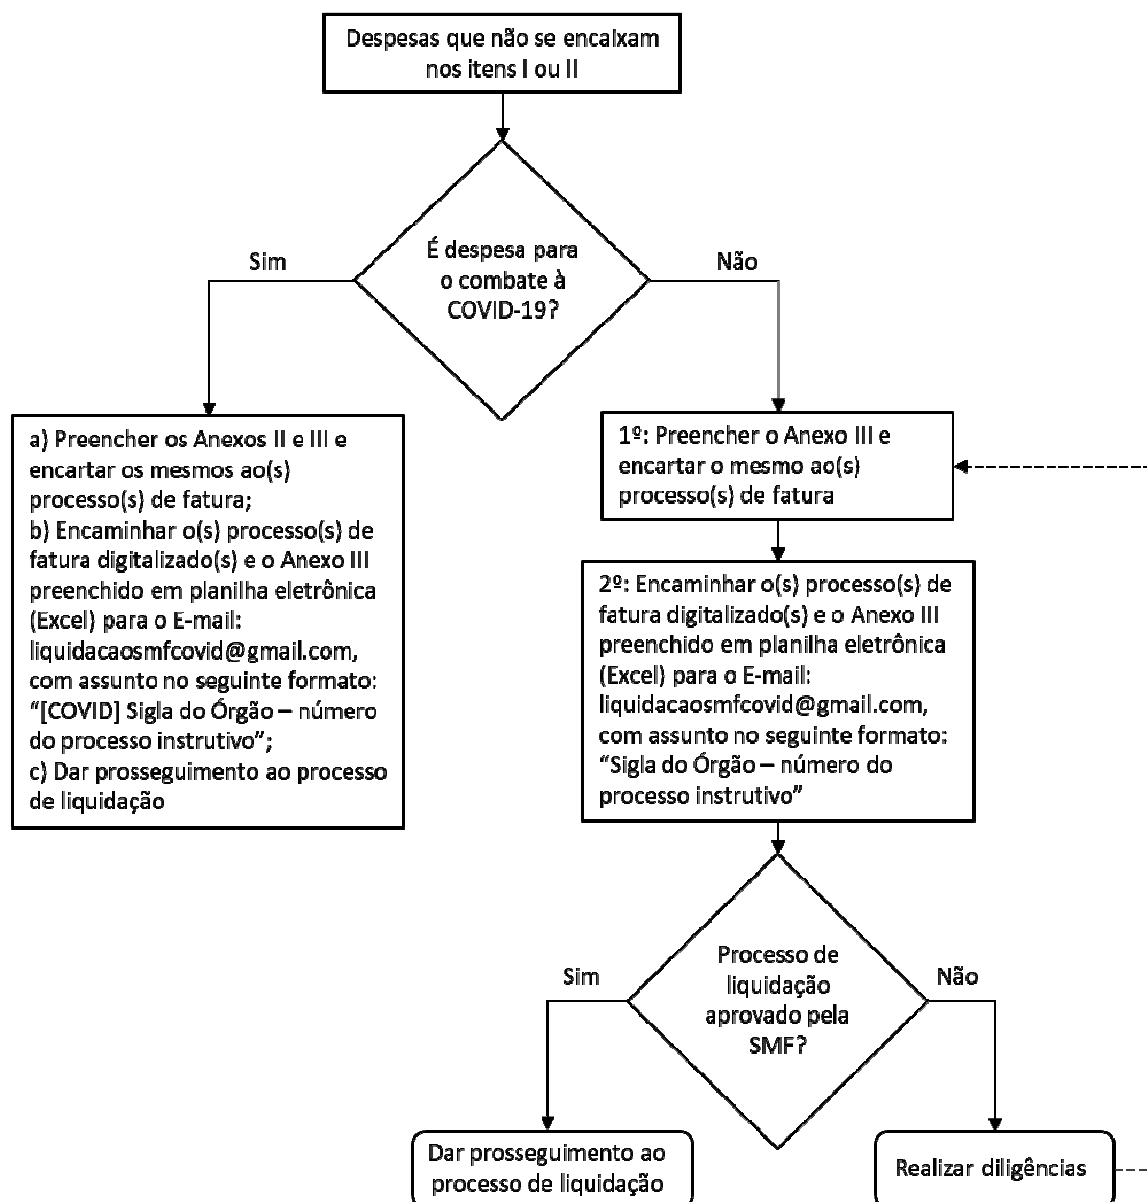 Despesas que não se encaixam
nos itens I ou II
É despesa para
o combate à
COVID-19?
Sim
Não
a) Preencher os Anexos II e III e
encartar os mesmos ao(s)
processo(s) de fatura;
b) Encaminhar o(s) processo(s) de
fatura digitalizado(s) e o Anexo III
preenchido em planilha eletrônica
(Excel) para o E-mail:
liquidacaosmfcovid@gmail.com,
com assunto no seguinte formato:
“[COVID] Sigla do Órgão – número
do processo instrutivo”;
c) Dar prosseguimento ao processo
de liquidação
1º: Preencher o Anexo III e
encartar o mesmo ao(s)
processo(s) de fatura
2º: Encaminhar o(s) processo(s) de
fatura digitalizado(s) e o Anexo III
preenchido em planilha eletrônica
(Excel) para o E-mail:
liquidacaosmfcovid@gmail.com,
com assunto no seguinte formato:
“Sigla do Órgão – número do
processo instrutivo”
Processo de
liquidação
aprovado pela
SMF?
Sim
Não
Dar prosseguimento ao
processo de liquidação
Realizar diligências